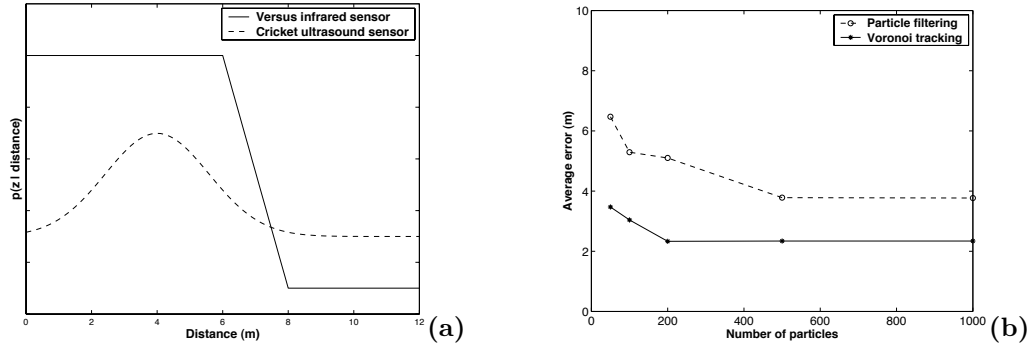 Versus infrared sensor
Cricket ultrasound sensor
p(z | distance)
0 2 4 6 8 10 12
Distance (m)
(a)
Particle filtering
Voronoi tracking
10
8
6
4
2
0
Average error (m)
0 200 400 600 800 1000
Number of particles
(b)